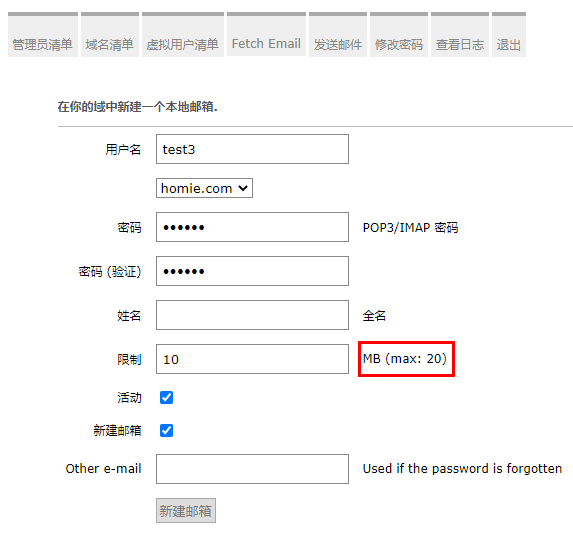 管理员清单 域名清单 虚拟用户清单 Fetch Email 发送邮件 修改密码 查看日志 退出
在你的域中新建一个本地邮箱.
用户名 test3
homie.com
密码 •••••• POP3/IMAP 密码
密码 (验证) ••••••
姓名 全名
限制 10 MB (max: 20)
活动
新建邮箱
Other e-mail Used if the password is forgotten
新建邮箱